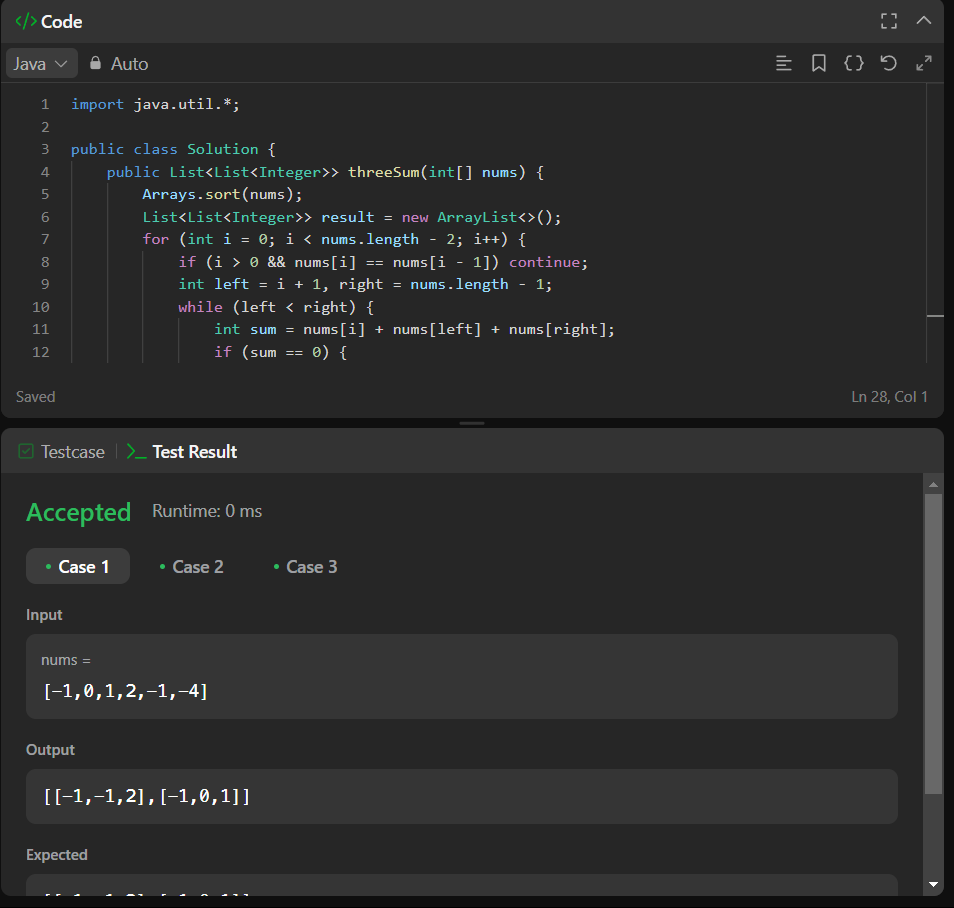 </> Code
Java Auto
1 import java.util.*;
2
3 public class Solution {
4 public List<List<Integer>> threeSum(int[] nums) {
5 Arrays.sort(nums);
6 List<List<Integer>> result = new ArrayList<>();
7 for (int i = 0; i < nums.length - 2; i++) {
8 if (i > 0 && nums[i] == nums[i - 1]) continue;
9 int left = i + 1, right = nums.length - 1;
10 while (left < right) {
11 int sum = nums[i] + nums[left] + nums[right];
12 if (sum == 0) {
Saved Ln 28, Col 1
Testcase >_ Test Result
Accepted Runtime: 0 ms
• Case 1 • Case 2 • Case 3
Input
nums =
[-1,0,1,2,-1,-4]
Output
[[-1,-1,2],[-1,0,1]]
Expected